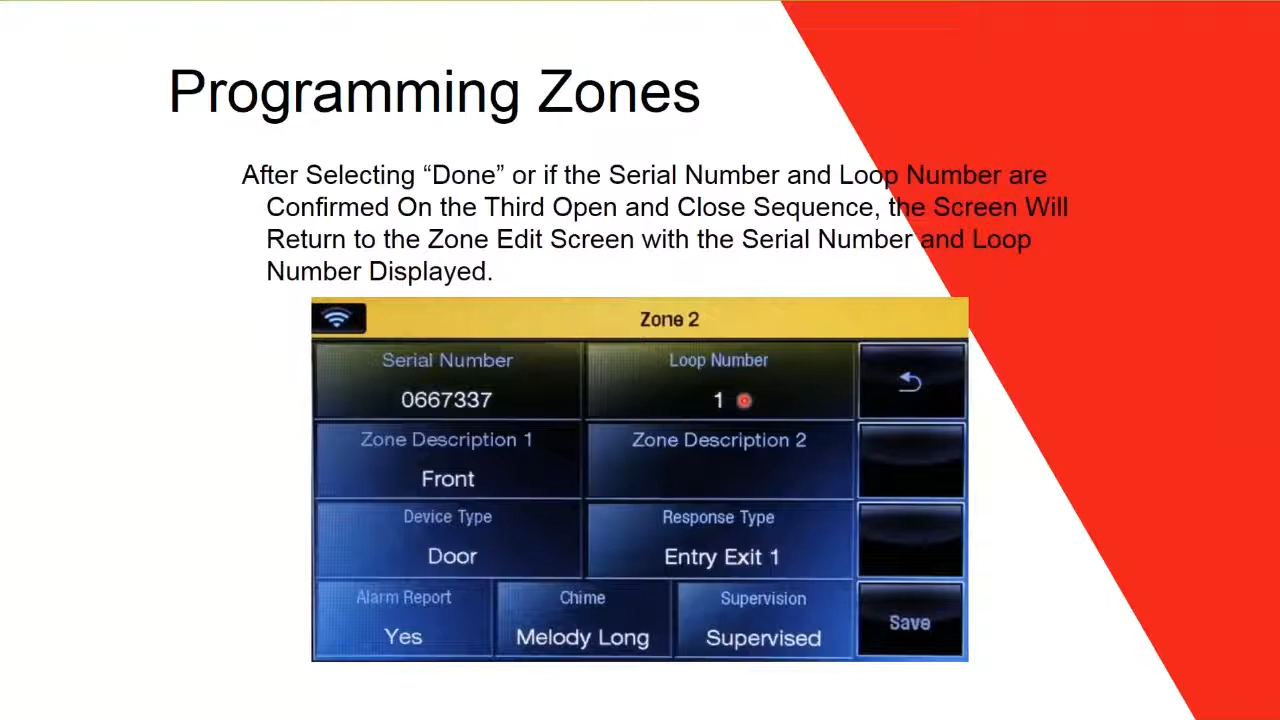 Programming Zones
After Selecting “Done” or if the Serial Number and Loop Number are
Confirmed On the Third Open and Close Sequence, the Screen Will
Return to the Zone Edit Screen with the Serial Number and Loop
Number Displayed.
Zone 2
Serial Number
0667337
Loop Number
1
Zone Description 1
Front
Zone Description 2
Device Type
Door
Response Type
Entry Exit 1
Alarm Report
Yes
Chime
Melody Long
Supervision
Supervised
Save